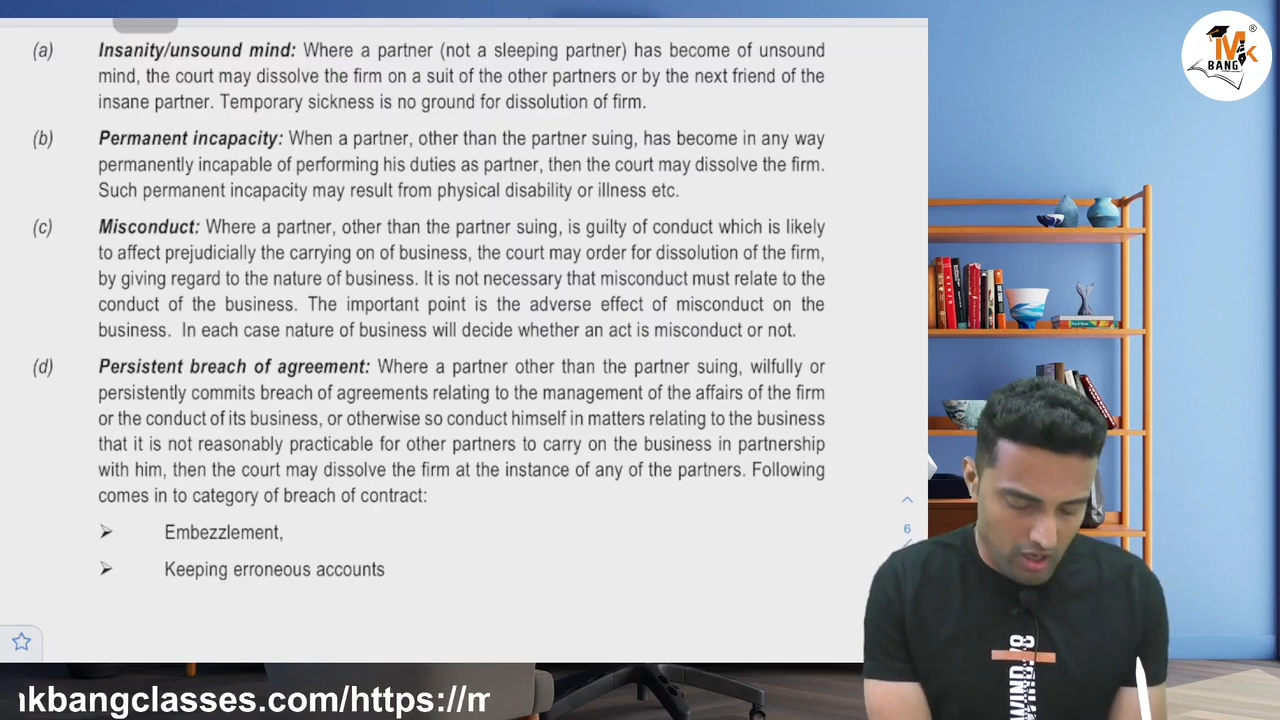 (a) Insanity/unsound mind: Where a partner (not a sleeping partner) has become of unsound
mind, the court may dissolve the firm on a suit of the other partners or by the next friend of the
insane partner. Temporary sickness is no ground for dissolution of firm.
(b) Permanent incapacity: When a partner, other than the partner suing, has become in any way
permanently incapable of performing his duties as partner, then the court may dissolve the firm.
Such permanent incapacity may result from physical disability or illness etc.
(c) Misconduct: Where a partner, other than the partner suing, is guilty of conduct which is likely
to affect prejudicially the carrying on of business, the court may order for dissolution of the firm,
by giving regard to the nature of business. It is not necessary that misconduct must relate to the
conduct of the business. The important point is the adverse effect of misconduct on the
business. In each case nature of business will decide whether an act is misconduct or not.
(d) Persistent breach of agreement: Where a partner other than the partner suing, wilfully or
persistently commits breach of agreements relating to the management of the affairs of the firm
or the conduct of its business, or otherwise so conduct himself in matters relating to the business
that it is not reasonably practicable for other partners to carry on the business in partnership
with him, then the court may dissolve the firm at the instance of any of the partners. Following
comes in to category of breach of contract:
➢ Embezzlement,
➢ Keeping erroneous accounts
6
MK
BANG
®
kbangclasses.com/https://m